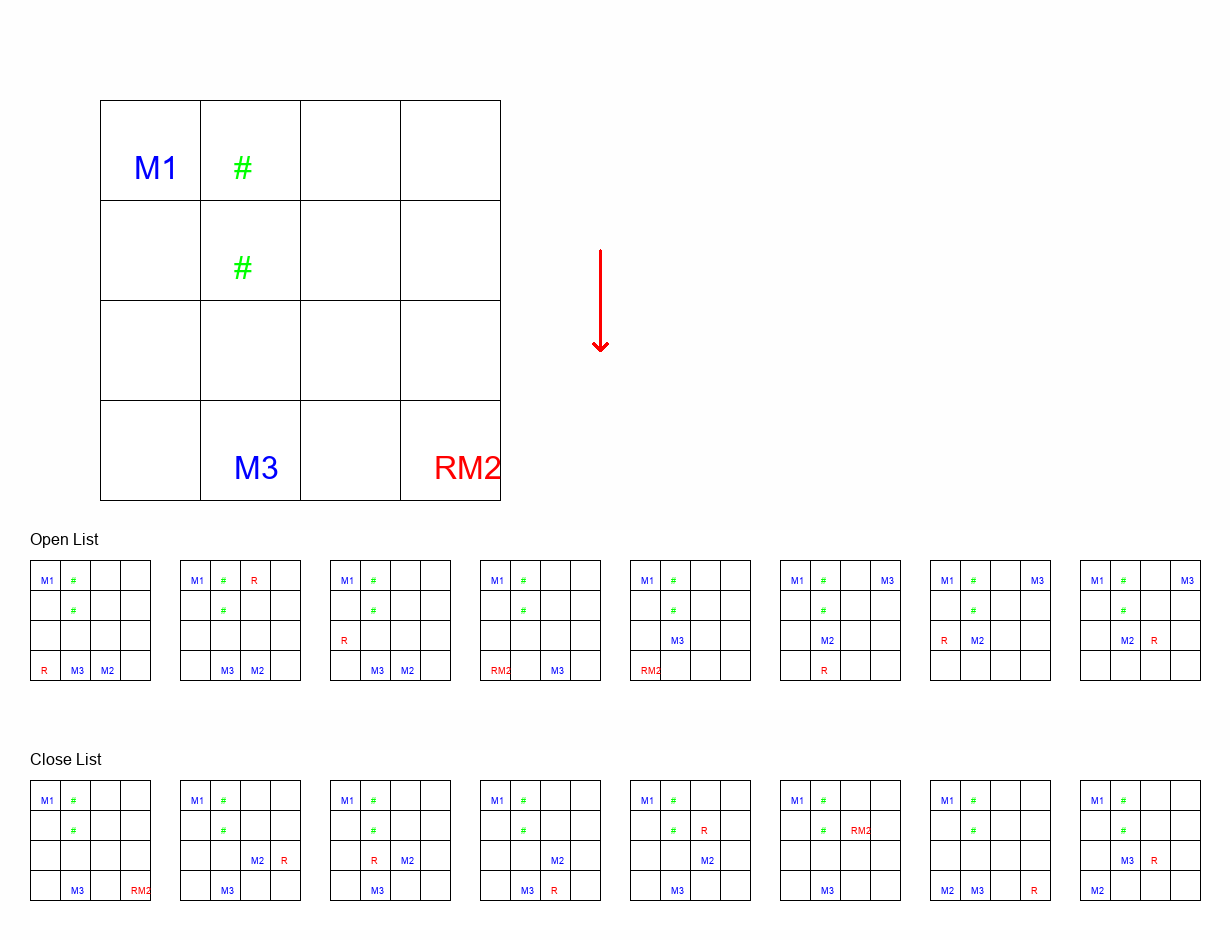 M1 #
#
M3 RM2
Open List
M1 # M1 # R M1 # M1 # M1 # M1 # M3 M1 # M3 M1 # M3
# # # # # # # #
R M3 M2 R M2 M2 R
R M3 M2 M3 M2 M3 M2 RM2 M3 RM2 R
Close List
M1 # M1 # M1 # M1 # M1 # M1 # M1 # M1 #
# # # # # R # RM2 # #
M2 R R M2 M2 M2 M3 R
M3 RM2 M3 M3 M3 R M3 M3 M2 M3 R M2